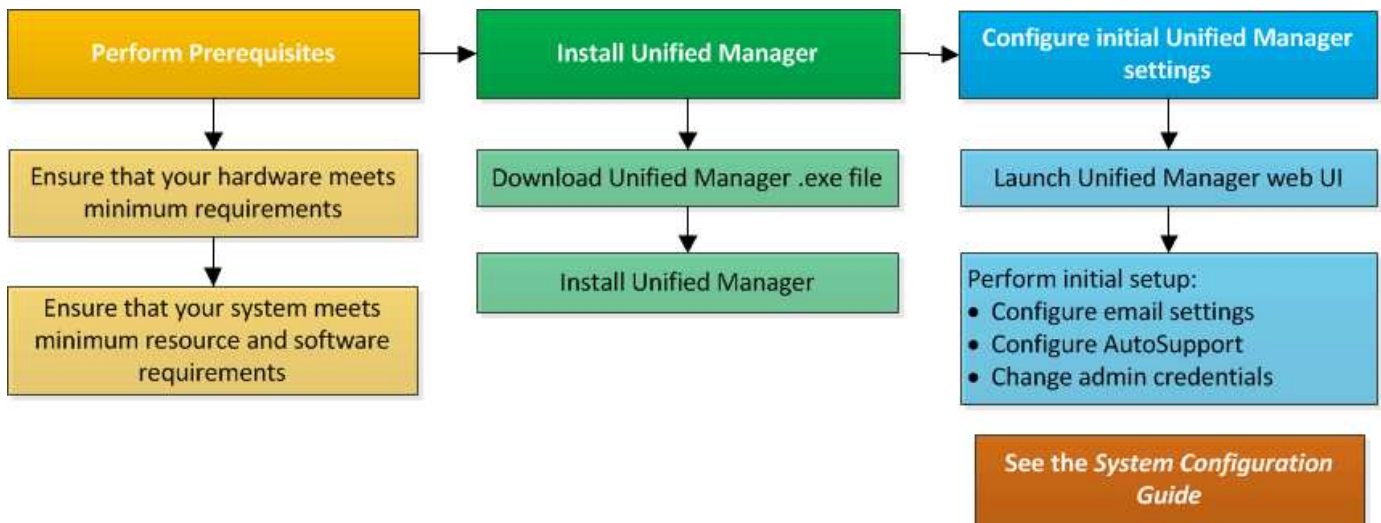 Perform Prerequisites
Install Unified Manager
Configure initial Unified Manager
settings
Ensure that your hardware meets
minimum requirements
Ensure that your system meets
minimum resource and software
requirements
Download Unified Manager .exe file
Install Unified Manager
Launch Unified Manager web UI
Perform initial setup:
• Configure email settings
• Configure AutoSupport
• Change admin credentials
See the System Configuration
Guide